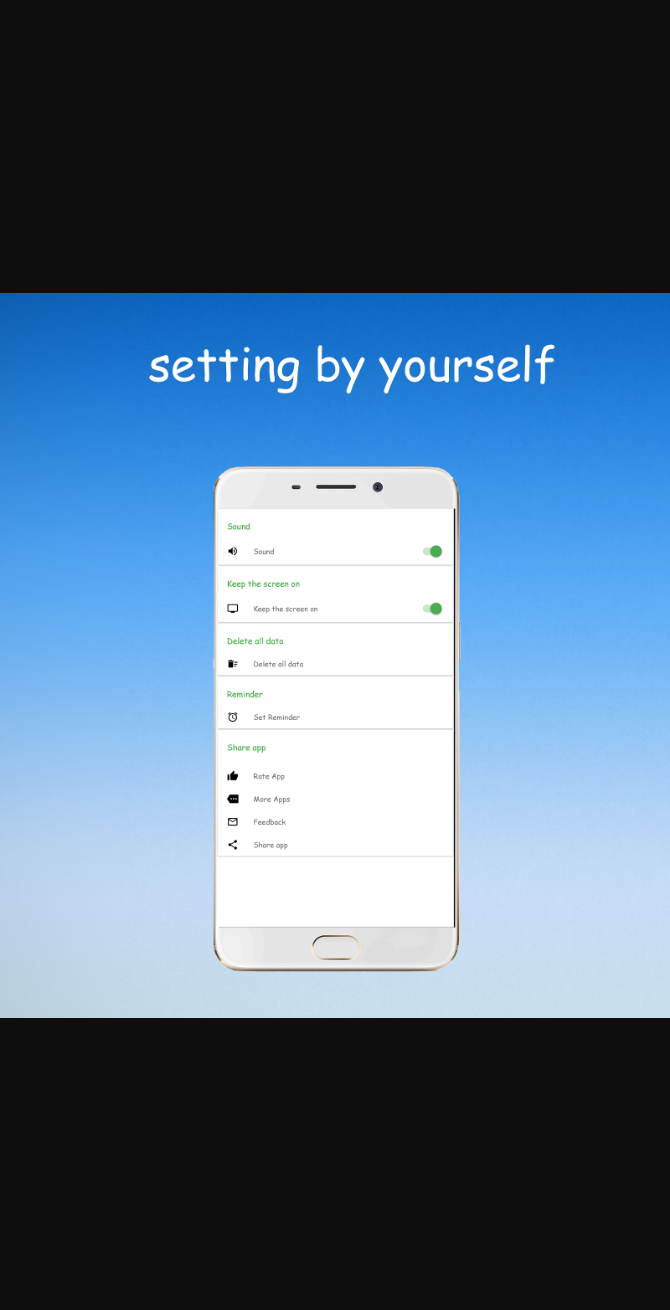 setting by yourself
Sound
Sound
Keep the screen on
Keep the screen on
Delete all data
Delete all data
Reminder
Set Reminder
Share app
Rate App
More Apps
Feedback
Share app